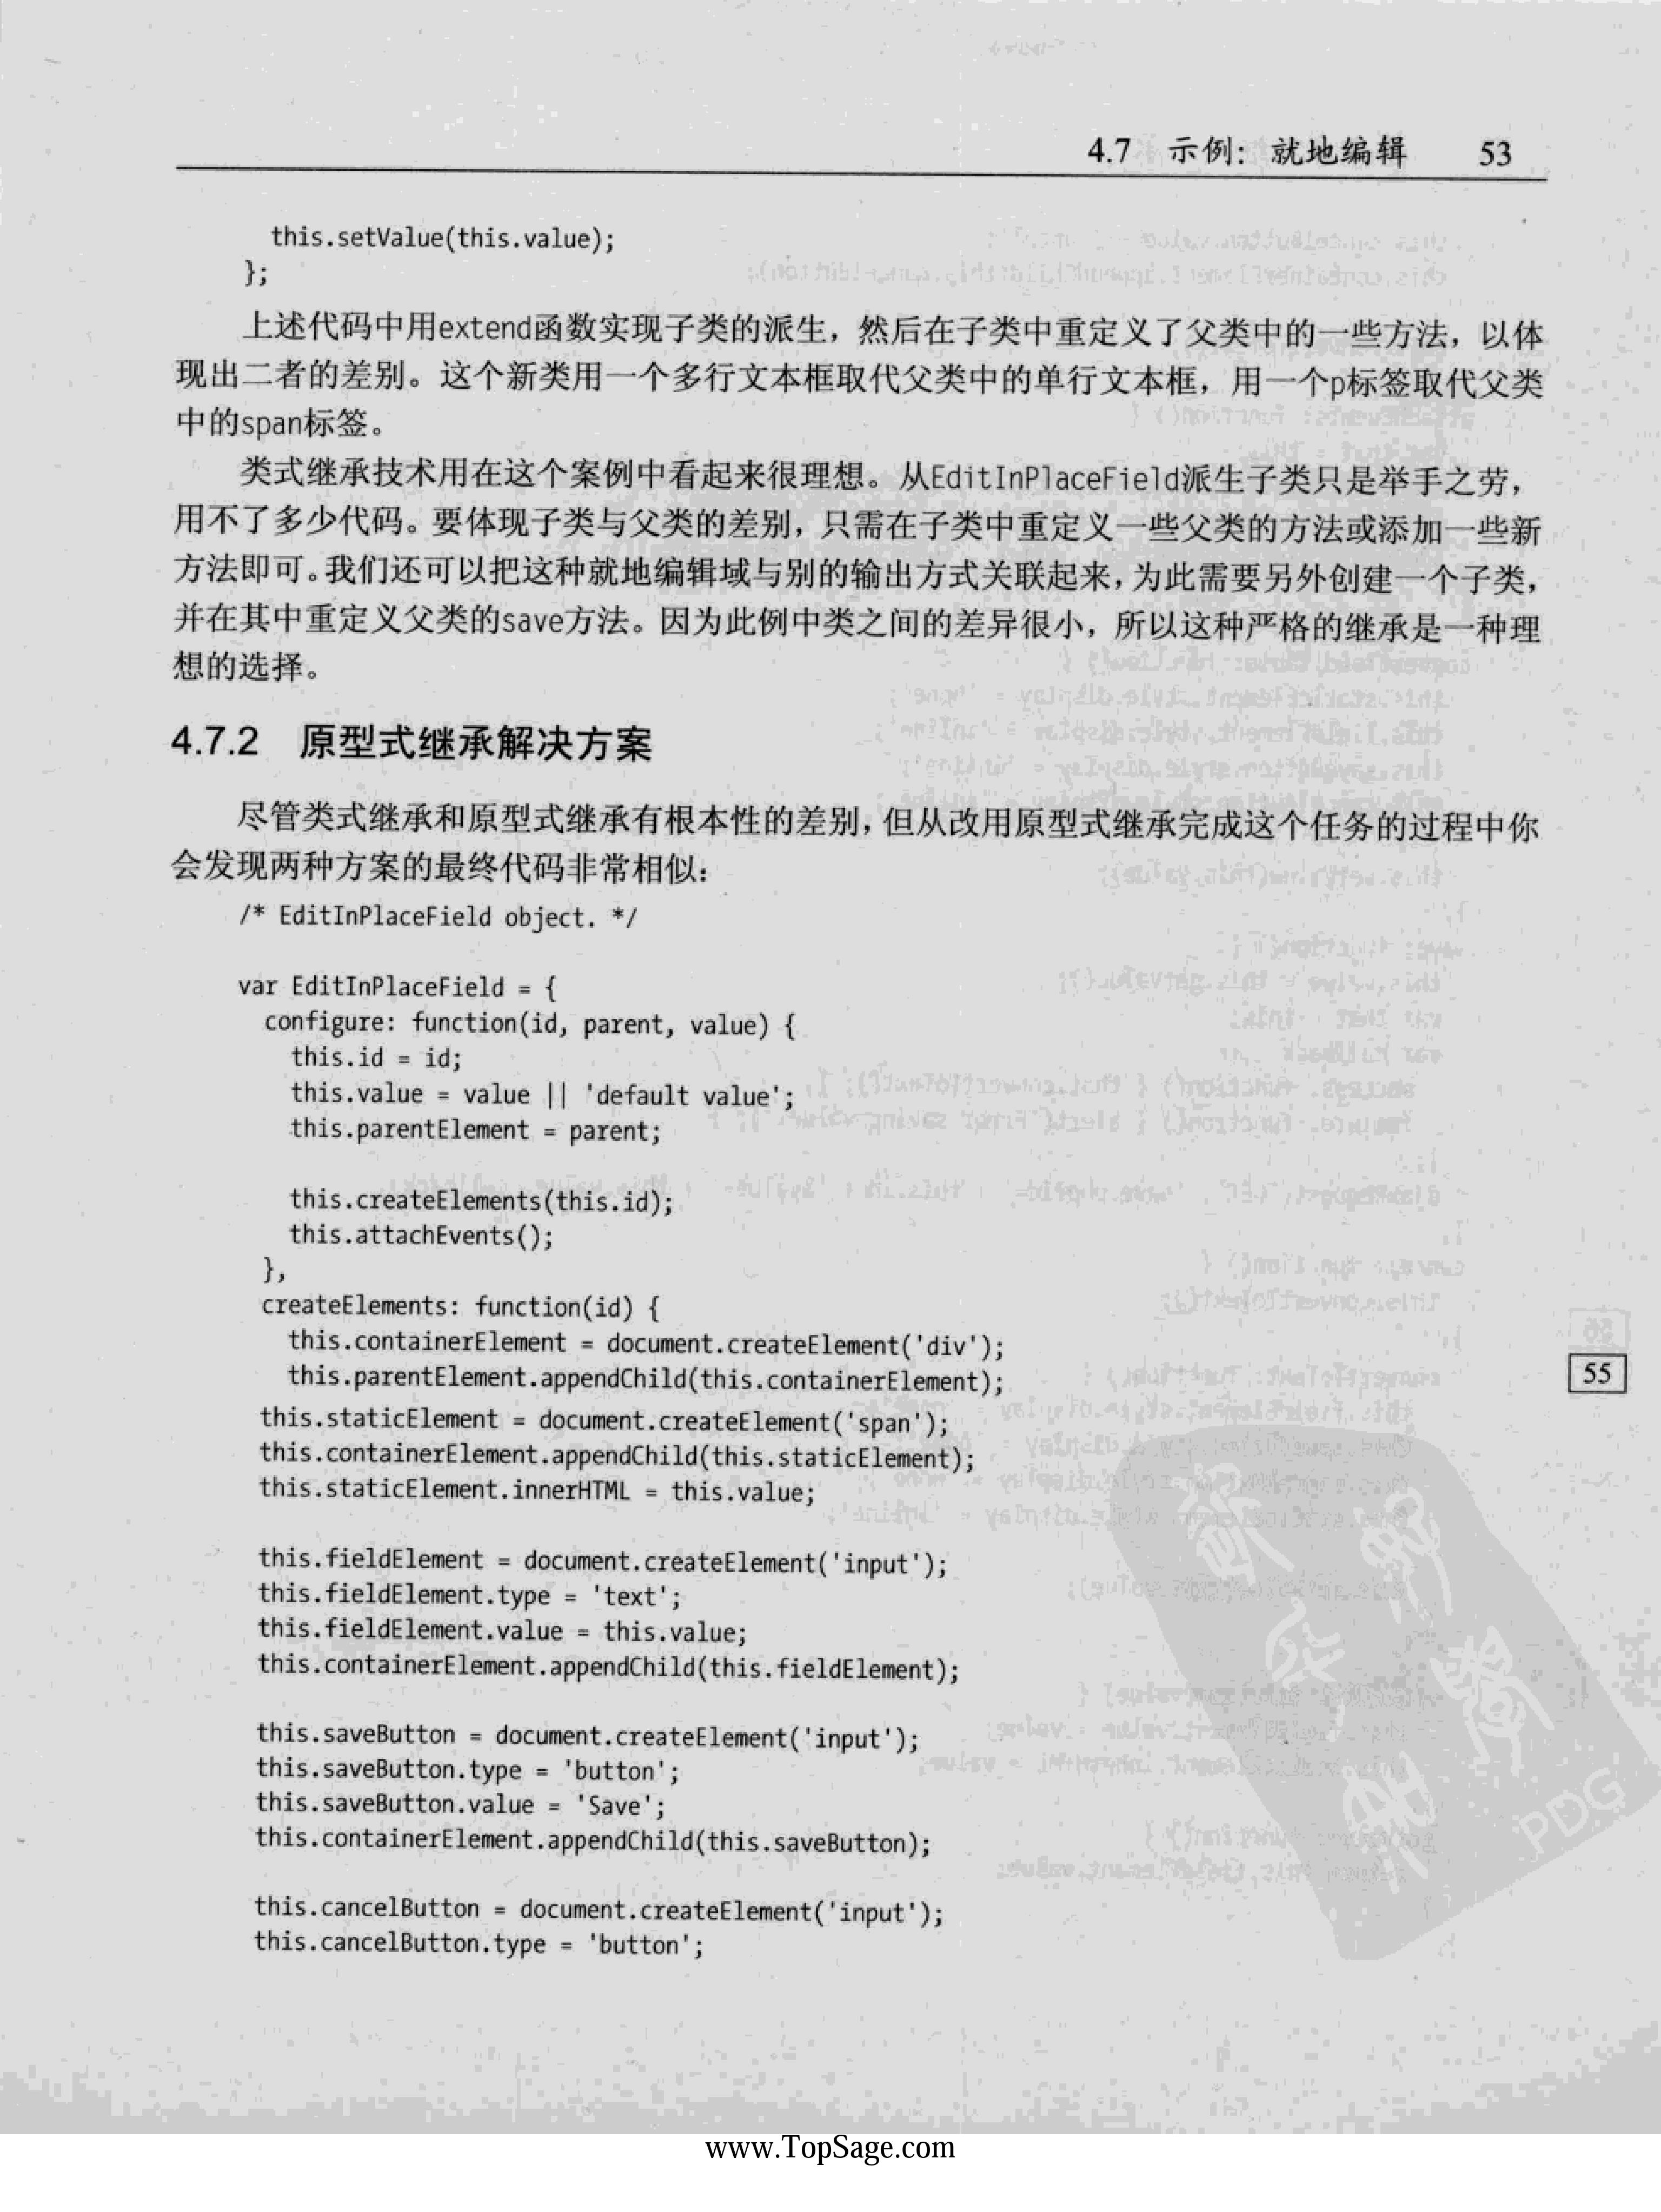 4.7 示例：就地编辑 53
this.setValue(this.value);
};
上述代码中用extend函数实现子类的派生，然后在子类中重定义了父类中的一些方法，以体
现出二者的差别。这个新类用一个多行文本框取代父类中的单行文本框，用一个p标签取代父类
中的span标签。
类式继承技术用在这个案例中看起来很理想。从EditInPlaceField派生子类只是举手之劳，
用不了多少代码。要体现子类与父类的差别，只需在子类中重定义一些父类的方法或添加一些新
方法即可。我们还可以把这种就地编辑域与别的输出方式关联起来，为此需要另外创建一个子类，
并在其中重定义父类的save方法。因为此例中类之间的差异很小，所以这种严格的继承是一种理
想的选择。
4.7.2 原型式继承解决方案
尽管类式继承和原型式继承有根本性的差别，但从改用原型式继承完成这个任务的过程中你
会发现两种方案的最终代码非常相似：
/* EditInPlaceField object. */
var EditInPlaceField = {
configure: function(id, parent, value) {
this.id = id;
this.value = value || 'default value';
this.parentElement = parent;
this.createElements(this.id);
this.attachEvents();
},
createElements: function(id) {
this.containerElement = document.createElement('div');
this.parentElement.appendChild(this.containerElement);
55
this.staticElement = document.createElement('span');
this.containerElement.appendChild(this.staticElement);
this.staticElement.innerHTML = this.value;
this.fieldElement = document.createElement('input');
this.fieldElement.type = 'text';
this.fieldElement.value = this.value;
this.containerElement.appendChild(this.fieldElement);
this.saveButton = document.createElement('input');
this.saveButton.type = 'button';
this.saveButton.value = 'Save';
this.containerElement.appendChild(this.saveButton);
PDG
this.cancelButton = document.createElement('input');
this.cancelButton.type = 'button';
www.TopSage.com